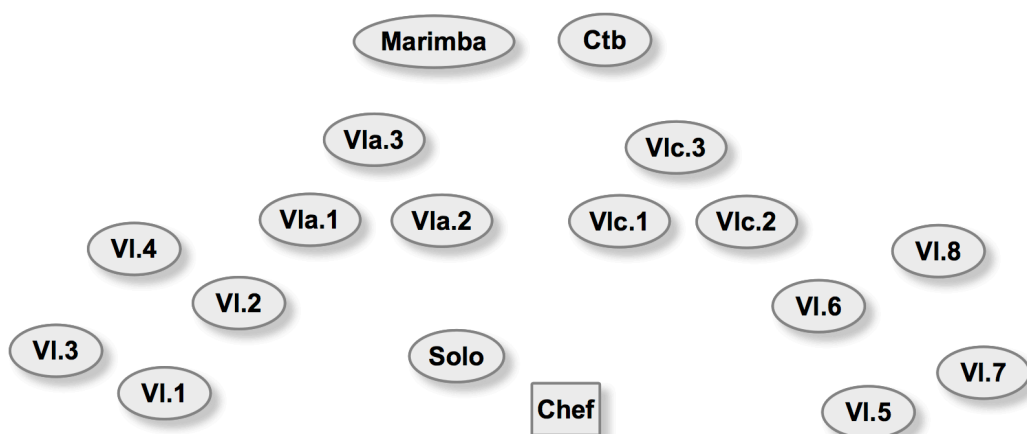 Marimba
Ctb
Vla.3
Vlc.3
Vla.1
Vla.2
Vlc.1
Vlc.2
Vl.4
Vl.8
Vl.2
Vl.6
Vl.3
Solo
Vl.7
Vl.1
Chef
Vl.5